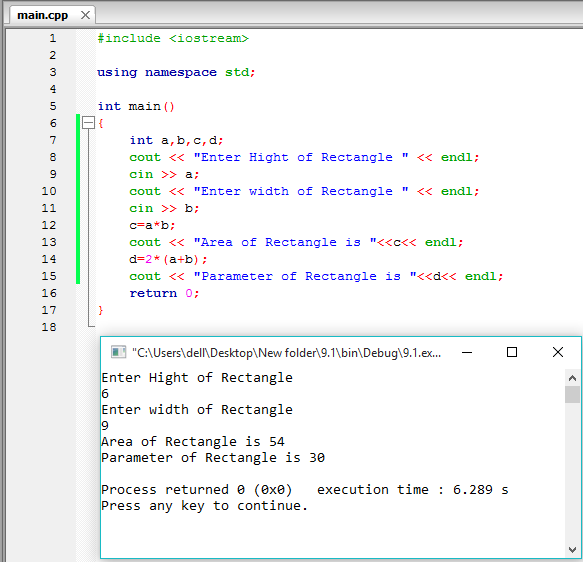 main.cpp
1 #include <iostream>
2
3 using namespace std;
4
5 int main()
6 {
7 int a,b,c,d;
8 cout << "Enter Hight of Rectangle " << endl;
9 cin >> a;
10 cout << "Enter width of Rectangle " << endl;
11 cin >> b;
12 c=a*b;
13 cout << "Area of Rectangle is "<<c<< endl;
14 d=2*(a+b);
15 cout << "Parameter of Rectangle is "<<d<< endl;
16 return 0;
17 }
18
"C:\Users\dell\Desktop\New folder\9.1\bin\Debug\9.1.ex...
Enter Hight of Rectangle
6
Enter width of Rectangle
9
Area of Rectangle is 54
Parameter of Rectangle is 30
Process returned 0 (0x0)   execution time : 6.289 s
Press any key to continue.